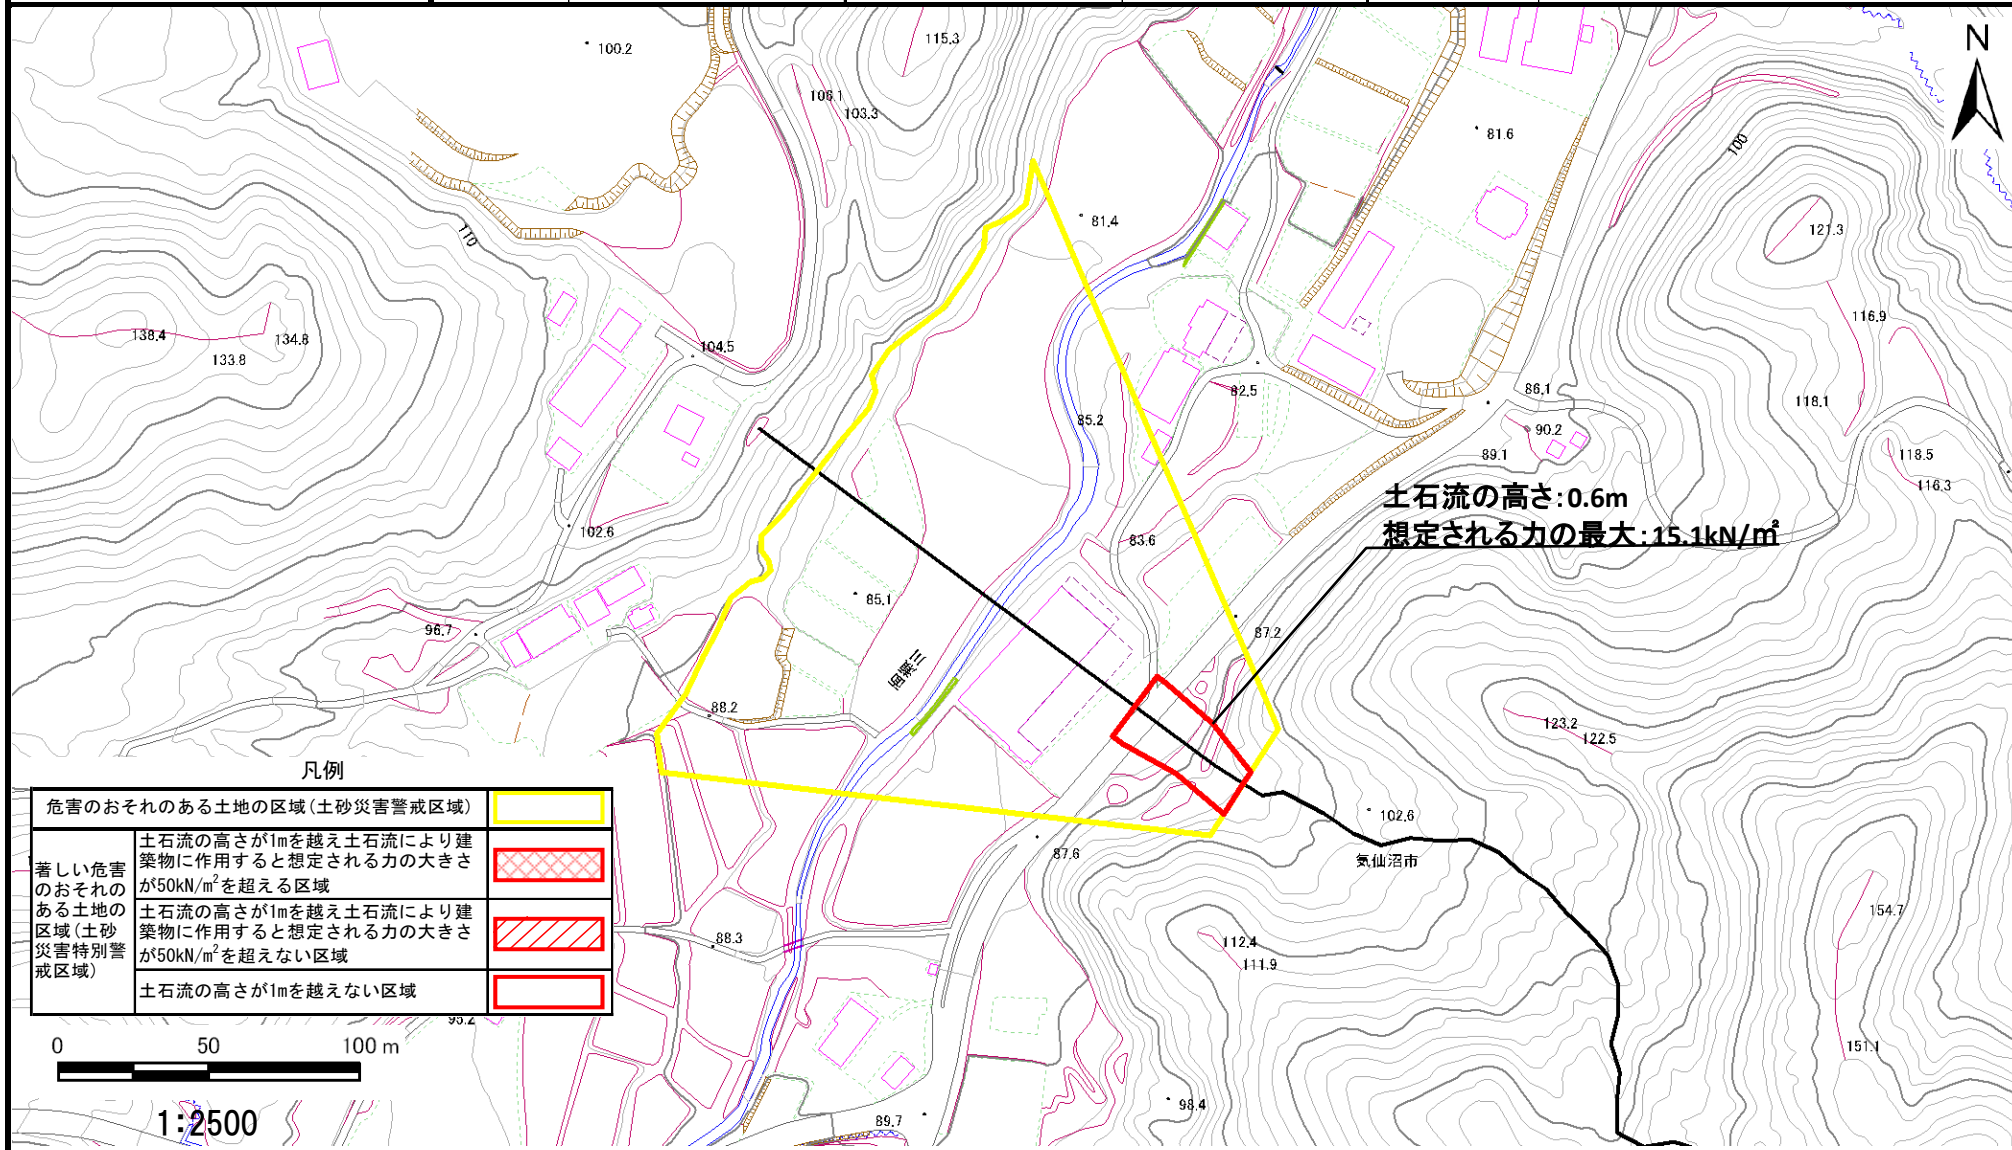 N
100.2
115.3
106.1
103.3
81.6
100
110
81.4
121.3
138.4
133.8
134.8
104.5
116.9
82.5
86.1
85.2
118.1
90.2
89.1
118.5
116.3
土石流の高さ:0.6m
想定される力の最大:15.1kN/㎡
102.6
83.6
85.1
96.7
87.2
88.2
123.2
122.5
102.6
気仙沼市
87.6
154.7
88.3
112.4
111.9
151.1
98.4
89.7
95.2
凡例
危害のおそれのある土地の区域(土砂災害警戒区域)
著しい危害
のおそれの
ある土地の
区域(土砂
災害特別警
戒区域)
土石流の高さが1mを越え土石流により建
築物に作用すると想定される力の大きさ
が50kN/m²を超える区域
土石流の高さが1mを越え土石流により建
築物に作用すると想定される力の大きさ
が50kN/m²を超えない区域
土石流の高さが1mを越えない区域
0 50 100 m
1:2500